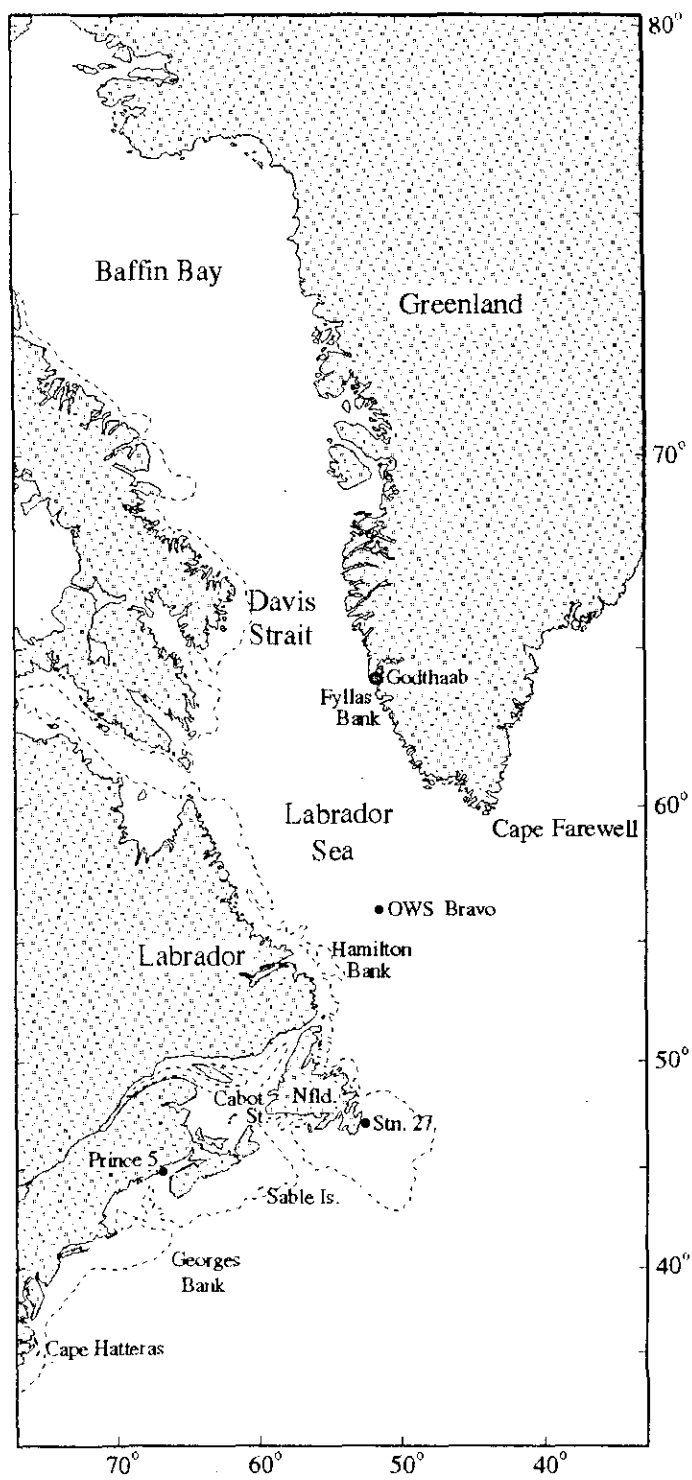 80°
Baffin Bay
Greenland
70°
Davis
Strait
Godthaab
Fyllas
Bank
60°
Labrador
Sea
Cape Farewell
OWS Bravo
Hamilton
Bank
Labrador
50°
Cabot
St
Nfld.
Stn. 27
Prince 5
Sable Is.
Georges
Bank
40°
Cape Hatteras
70°
60°
50°
40°